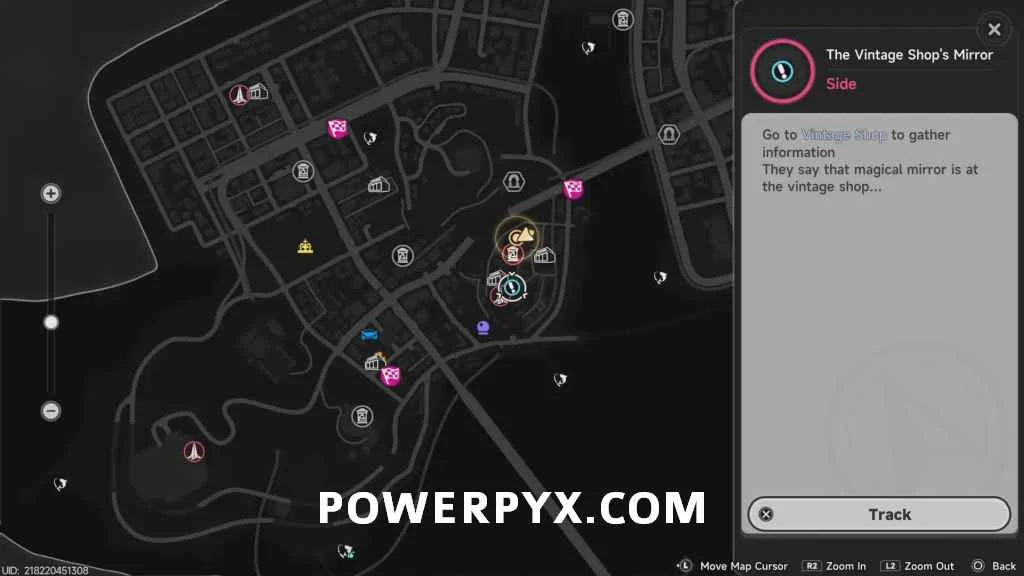 The Vintage Shop's Mirror
Side
Go to Vintage Shop to gather
information
They say that magical mirror is at
the vintage shop...
Track
POWERPYX.COM
UID: 218220451308
L Move Map Cursor R2 Zoom In L2 Zoom Out Back